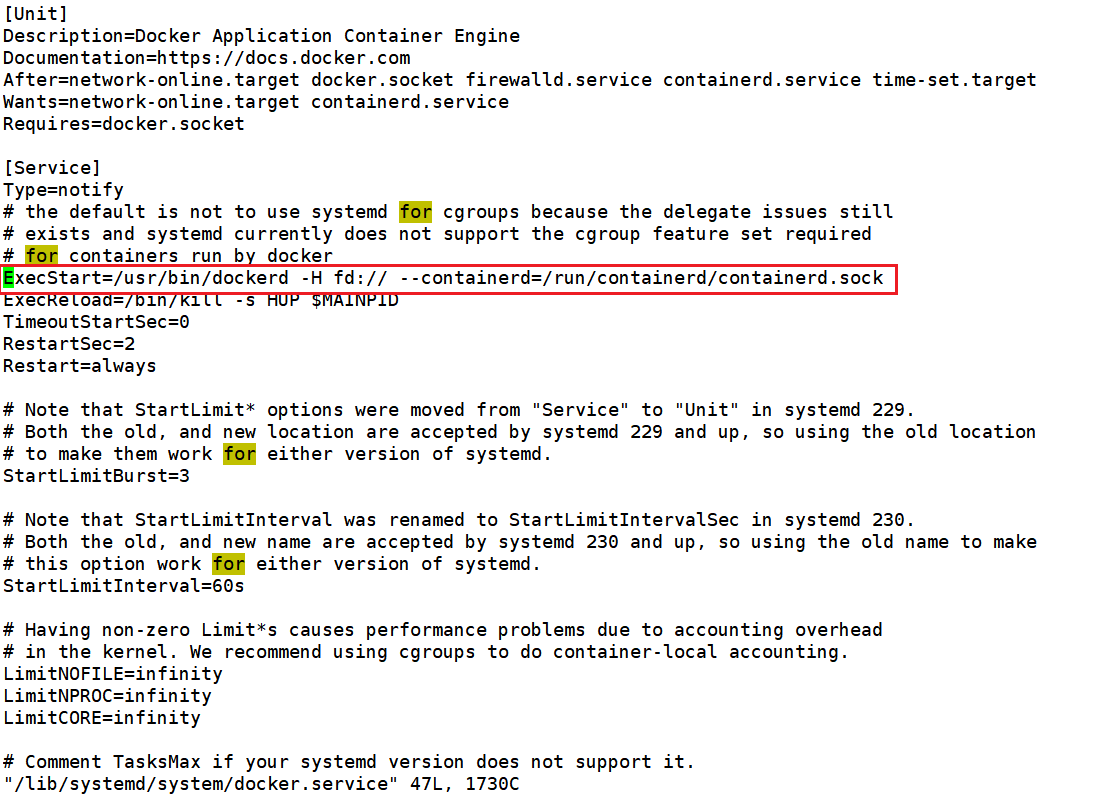 [Unit]
Description=Docker Application Container Engine
Documentation=https://docs.docker.com
After=network-online.target docker.socket firewalld.service containerd.service time-set.target
Wants=network-online.target containerd.service
Requires=docker.socket
[Service]
Type=notify
# the default is not to use systemd for cgroups because the delegate issues still
# exists and systemd currently does not support the cgroup feature set required
# for containers run by docker
ExecStart=/usr/bin/dockerd -H fd:// --containerd=/run/containerd/containerd.sock
ExecReload=/bin/kill -s HUP $MAINPID
TimeoutStartSec=0
RestartSec=2
Restart=always
# Note that StartLimit* options were moved from "Service" to "Unit" in systemd 229.
# Both the old, and new location are accepted by systemd 229 and up, so using the old location
# to make them work for either version of systemd.
StartLimitBurst=3
# Note that StartLimitInterval was renamed to StartLimitIntervalSec in systemd 230.
# Both the old, and new name are accepted by systemd 230 and up, so using the old name to make
# this option work for either version of systemd.
StartLimitInterval=60s
# Having non-zero Limit*s causes performance problems due to accounting overhead
# in the kernel. We recommend using cgroups to do container-local accounting.
LimitNOFILE=infinity
LimitNPROC=infinity
LimitCORE=infinity
# Comment TasksMax if your systemd version does not support it.
"/lib/systemd/system/docker.service" 47L, 1730C